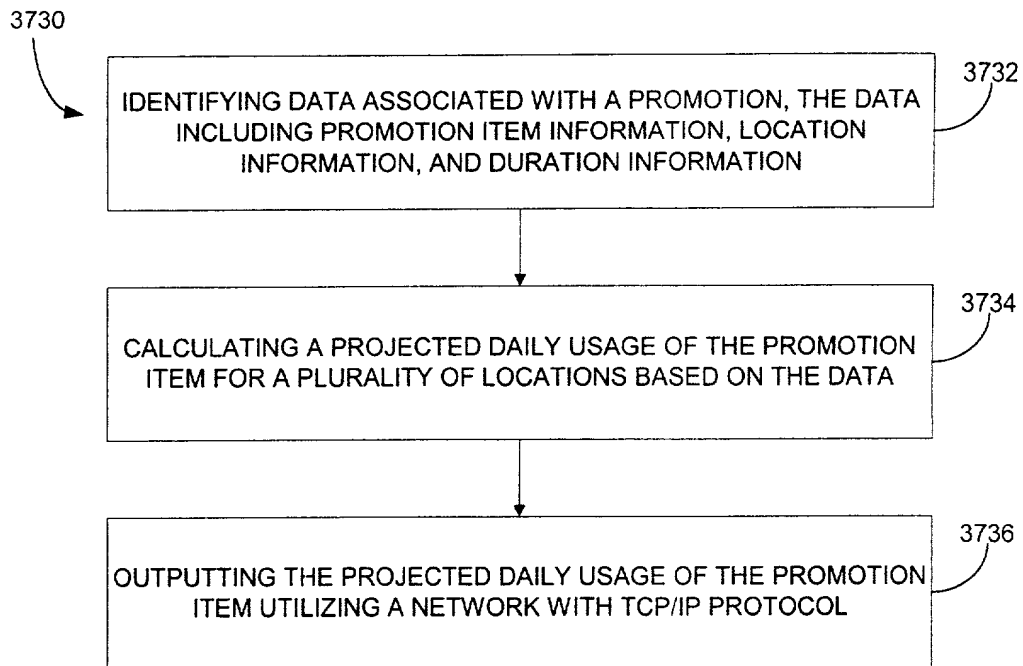 3730
3732
IDENTIFYING DATA ASSOCIATED WITH A PROMOTION, THE DATA
INCLUDING PROMOTION ITEM INFORMATION, LOCATION
INFORMATION, AND DURATION INFORMATION
3734
CALCULATING A PROJECTED DAILY USAGE OF THE PROMOTION
ITEM FOR A PLURALITY OF LOCATIONS BASED ON THE DATA
3736
OUTPUTTING THE PROJECTED DAILY USAGE OF THE PROMOTION
ITEM UTILIZING A NETWORK WITH TCP/IP PROTOCOL